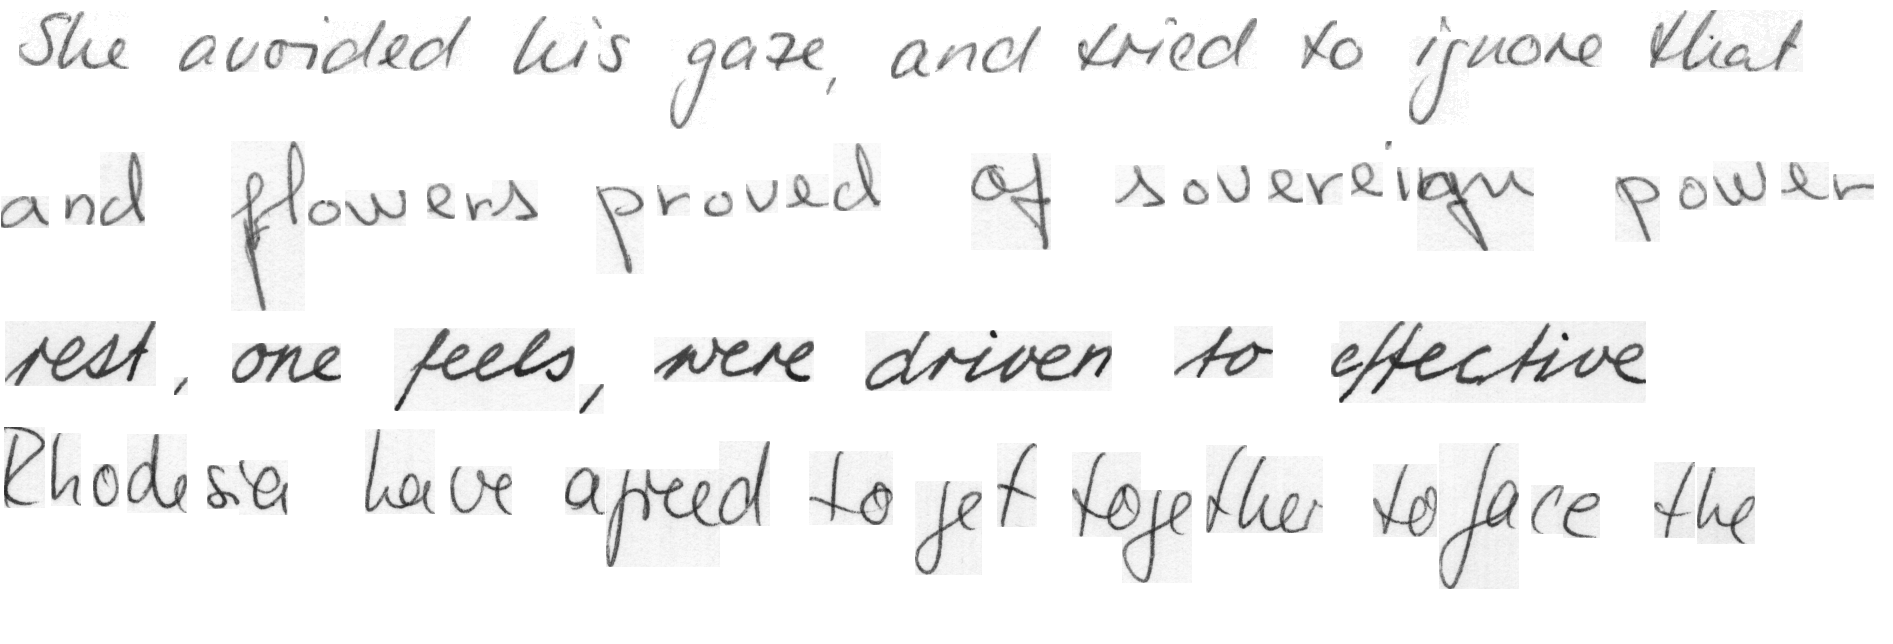 She avoided his gaze, and tried to ignore that
and flowers proved of sovereign power
rest, one feels, were driven to effective
Rhodesia have agreed to get together to face the